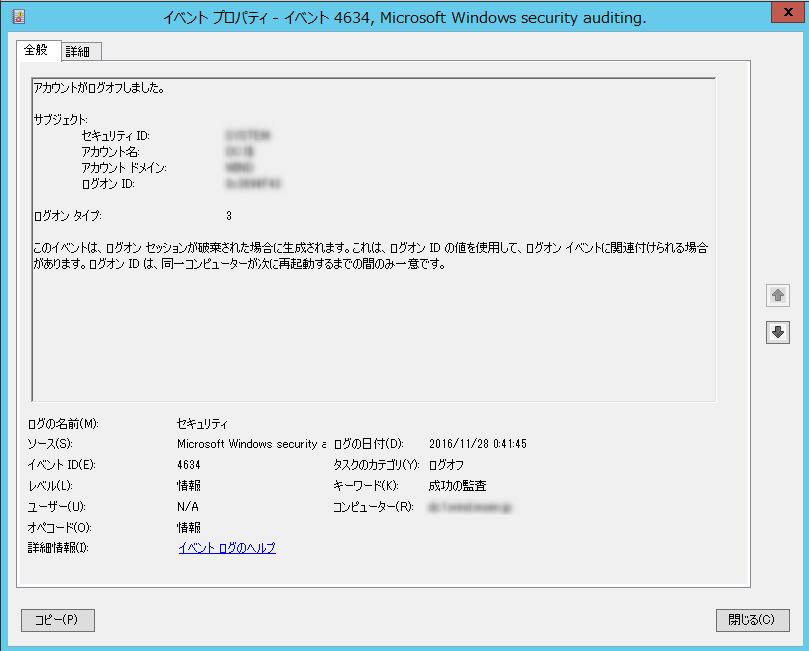 イベント プロパティ - イベント 4634, Microsoft Windows security auditing.
x
全般 詳細
アカウントがログオフしました。
サブジェクト:
セキュリティ ID:
アカウント名:
アカウント ドメイン:
ログオン ID:
ログオン タイプ: 3
このイベントは、ログオン セッションが破棄された場合に生成されます。これは、ログオン ID の値を使用して、ログオン イベントに関連付けられる場合
があります。ログオン ID は、同一コンピューターが次に再起動するまでの間のみ一意です。
ログの名前(M): セキュリティ
ソース(S): Microsoft Windows security a ログの日付(D): 2016/11/28 0:41:45
イベント ID(E): 4634 タスクのカテゴリ(Y): ログオフ
レベル(L): 情報 キーワード(K): 成功の監査
ユーザー(U): N/A コンピューター(R):
オペコード(O): 情報
詳細情報(I): イベント ログのヘルプ
コピー(P) 閉じる(C)